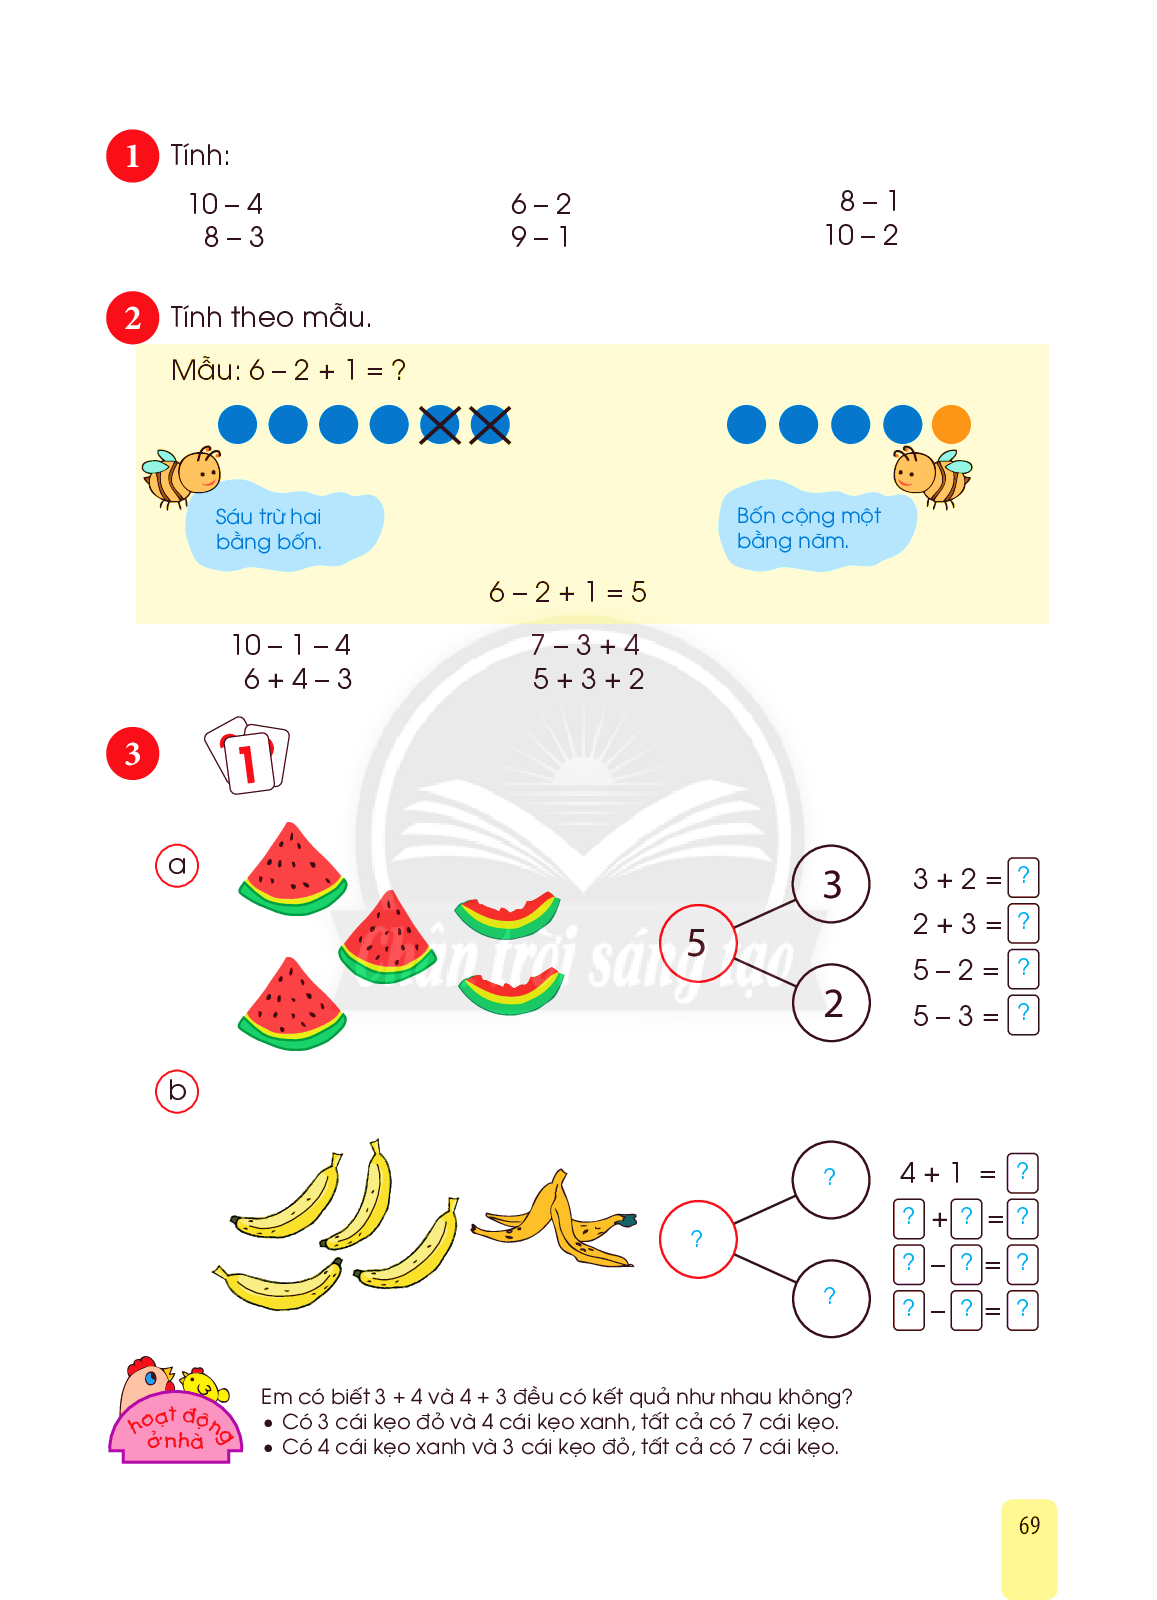 1 Tính:
10 – 4 6 – 2 8 – 1
8 – 3 9 – 1 10 – 2
2 Tính theo mẫu.
Mẫu: 6 – 2 + 1 = ?
Sáu trừ hai
bằng bốn.
Bốn cộng một
bằng năm.
6 – 2 + 1 = 5
10 – 1 – 4 7 – 3 + 4
6 + 4 – 3 5 + 3 + 2
3
1
Chân trời sáng tạo
a
5
3
2
3 + 2 = ?
2 + 3 = ?
5 – 2 = ?
5 – 3 = ?
b
?
?
?
4 + 1 = ?
? + ? = ?
? – ? = ?
? – ? = ?
hoạt động
ở nhà
Em có biết 3 + 4 và 4 + 3 đều có kết quả như nhau không?
• Có 3 cái kẹo đỏ và 4 cái kẹo xanh, tất cả có 7 cái kẹo.
• Có 4 cái kẹo xanh và 3 cái kẹo đỏ, tất cả có 7 cái kẹo.
69